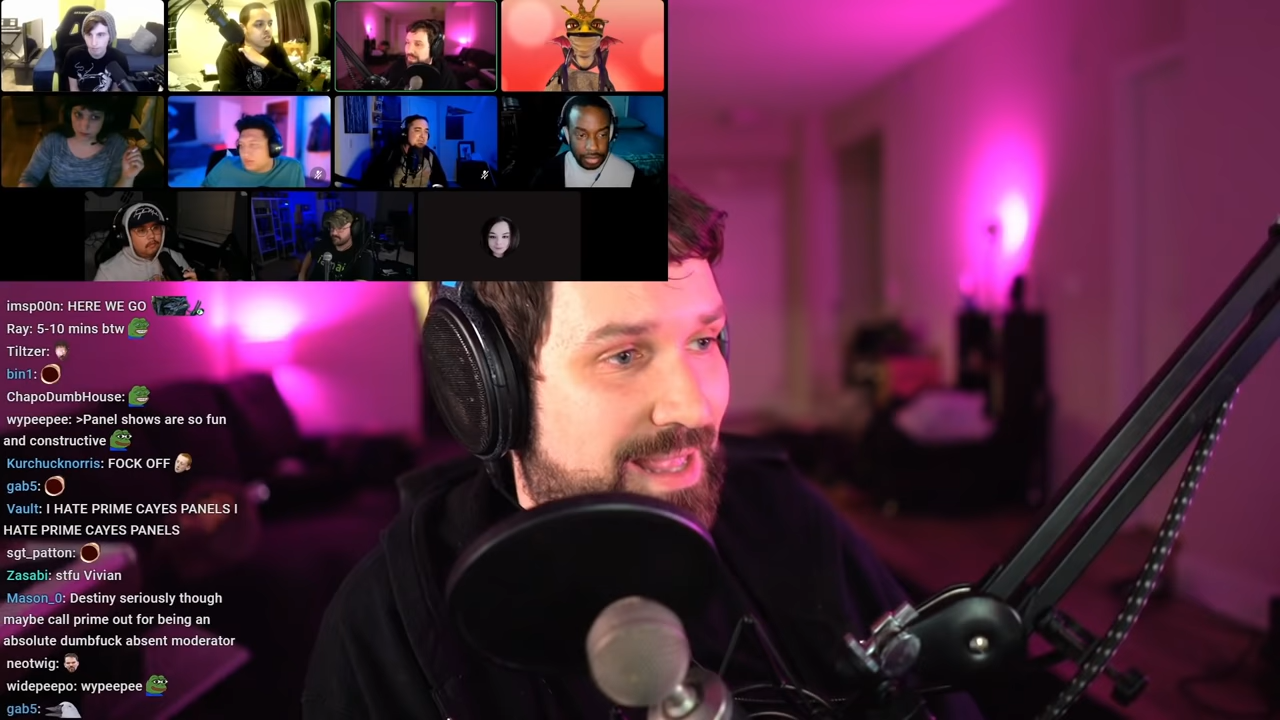 imsp00n: HERE WE GO
Ray: 5-10 mins btw
Tiltzer:
bin1:
ChapoDumbHouse:
wypeepee: >Panel shows are so fun
and constructive
Kurchucknorris: FOCK OFF
gab5:
Vault: I HATE PRIME CAYES PANELS I
HATE PRIME CAYES PANELS
sgt_patton:
Zasabi: stfu Vivian
Mason_0: Destiny seriously though
maybe call prime out for being an
absolute dumbfuck absent moderator
neotwig:
widepeepo: wypeepee
gab5: